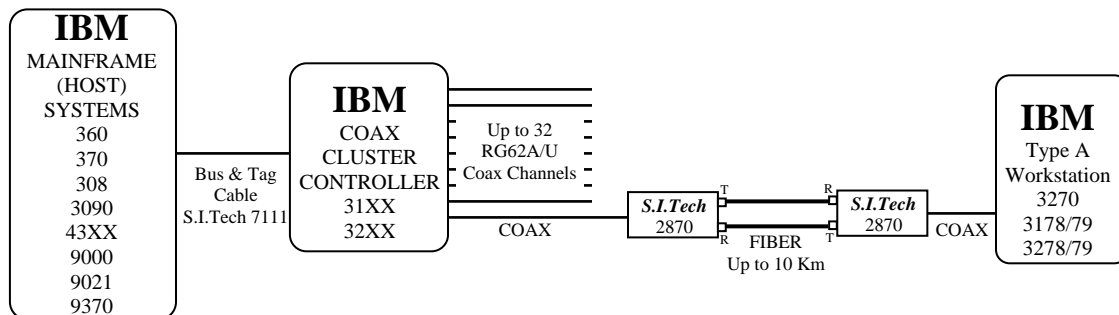 IBM
MAINFRAME
(HOST)
SYSTEMS
360
370
308
3090
43XX
9000
9021
9370
Bus & Tag
Cable
S.I.Tech 7111
IBM
COAX
CLUSTER
CONTROLLER
31XX
32XX
Up to 32
RG62A/U
Coax Channels
COAX
S.I.Tech
2870
T
R
FIBER
Up to 10 Km
R
T
S.I.Tech
2870
COAX
IBM
Type A
Workstation
3270
3178/79
3278/79